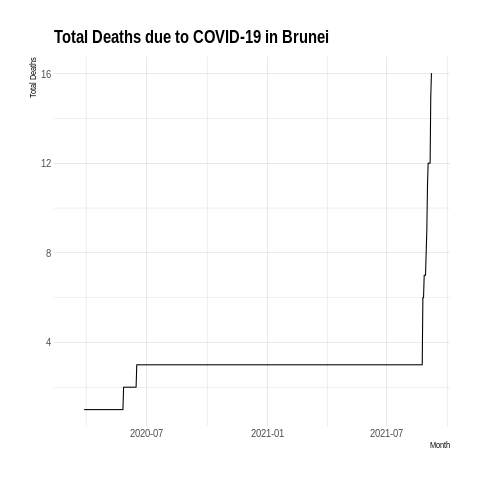 Total Deaths due to COVID-19 in Brunei
Total Deaths
16
12
8
4
2020-07 2021-01 2021-07
Month